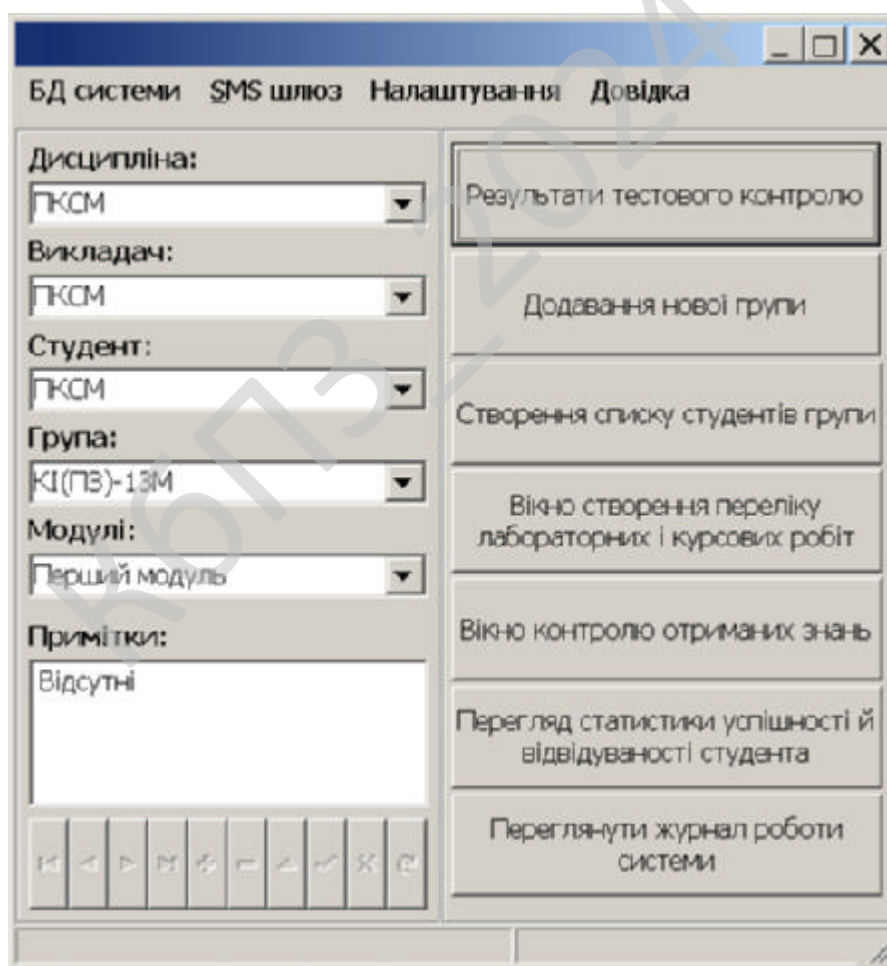 БД системи SMS шлюз Налаштування Довідка
Дисципліна:
ПКСМ
Викладач:
ПКСМ
Студент:
ПКСМ
Група:
КІ(ПЗ)-13М
Модулі:
Перший модуль
Примітки:
Відсутні
Результати тестового контролю
Додавання нової групи
Створення списку студентів групи
Вікно створення переліку
лабораторних і курсових робіт
Вікно контролю отриманих знань
Перегляд статистики успішності й
відвідуваності студента
Переглянути журнал роботи
системи
КбПЗ_2024